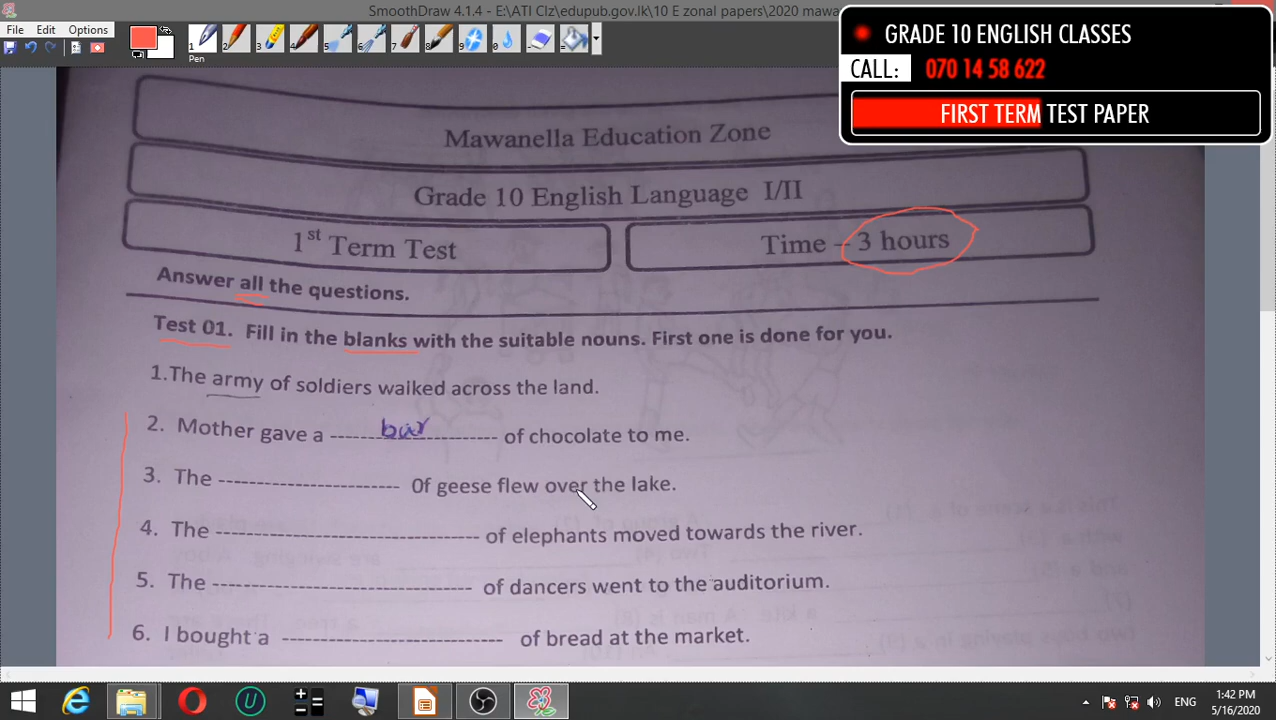 SmoothDraw 4.1.4 - E:\ATI Clz\edupub.gov.lk\10 E zonal papers\2020 mawa
File Edit Options
Pen
GRADE 10 ENGLISH CLASSES
CALL: 070 14 58 622
FIRST TERM TEST PAPER
Mawanella Education Zone
Grade 10 English Language I/II
1st Term Test
Time – 3 hours
Answer all the questions.
Test 01. Fill in the blanks with the suitable nouns. First one is done for you.
1.The army of soldiers walked across the land.
2. Mother gave a -------bar------- of chocolate to me.
3. The ---------------------- 0f geese flew over the lake.
4. The -------------------------------- of elephants moved towards the river.
5. The -------------------------------- of dancers went to the auditorium.
6. I bought a --------------------------- of bread at the market.
ENG
1:42 PM
5/16/2020